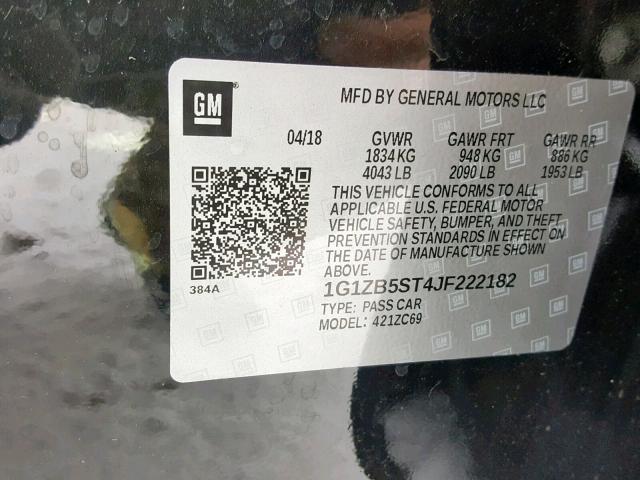 GM
MFD BY GENERAL MOTORS LLC
04/18 GVWR GAWR FRT GAWR RR
1834 KG 948 KG 886 KG
4043 LB 2090 LB 1953 LB
THIS VEHICLE CONFORMS TO ALL
APPLICABLE U.S. FEDERAL MOTOR
VEHICLE SAFETY, BUMPER, AND THEFT
PREVENTION STANDARDS IN EFFECT ON
THE DATE OF MANUFACTURE SHOWN
ABOVE.
384A
1G1ZB5ST4JF222182
TYPE: PASS CAR
MODEL: 421ZC69